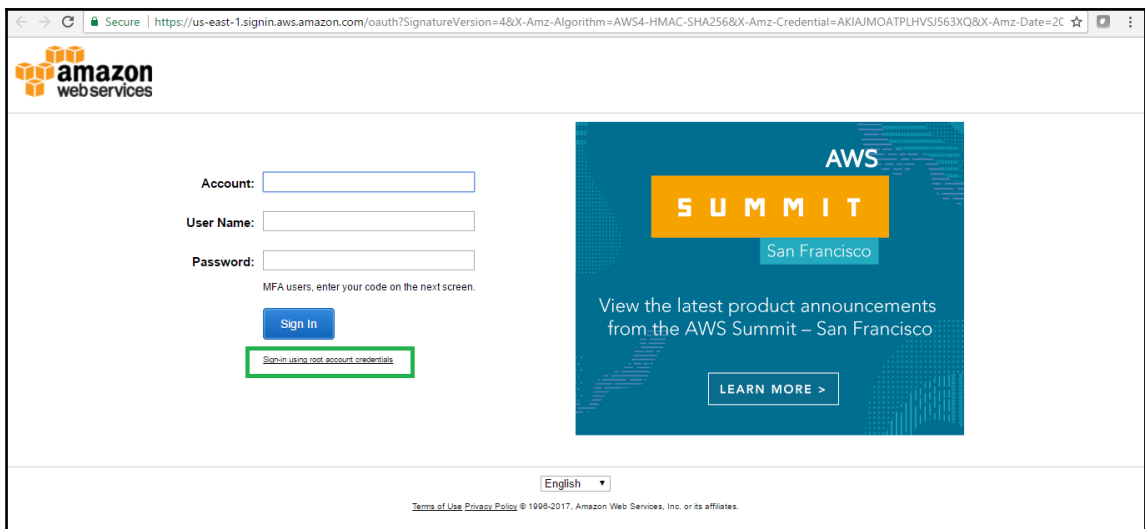 Secure | https://us-east-1.signin.aws.amazon.com/oauth?SignatureVersion=4&X-Amz-Algorithm=AWS4-HMAC-SHA256&X-Amz-Credential=AKIAJMOATPLHVSJ563XQ&X-Amz-Date=20
amazon
webservices
Account:
User Name:
Password:
MFA users, enter your code on the next screen.
Sign In
Sign-in using root account credentials
AWS
SUMMIT
San Francisco
View the latest product announcements
from the AWS Summit – San Francisco
LEARN MORE >
English
Terms of Use Privacy Policy © 1996-2017, Amazon Web Services, Inc. or its affiliates.